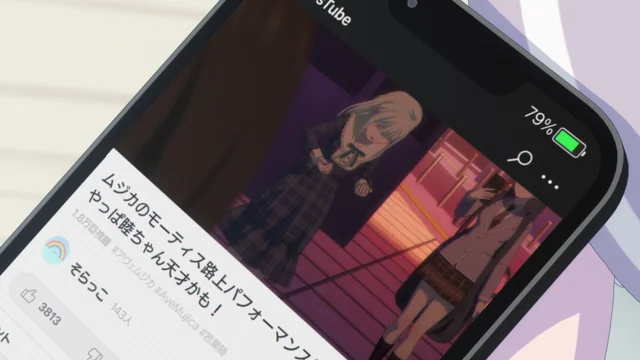 sTube
79%
ムジカのモーティス路上パフォーマンス
やっぱ睦ちゃん天才かも!
1.8万回視聴 #アヴェムジカ #AveMujica #若葉睦
そらっこ 143人
3813